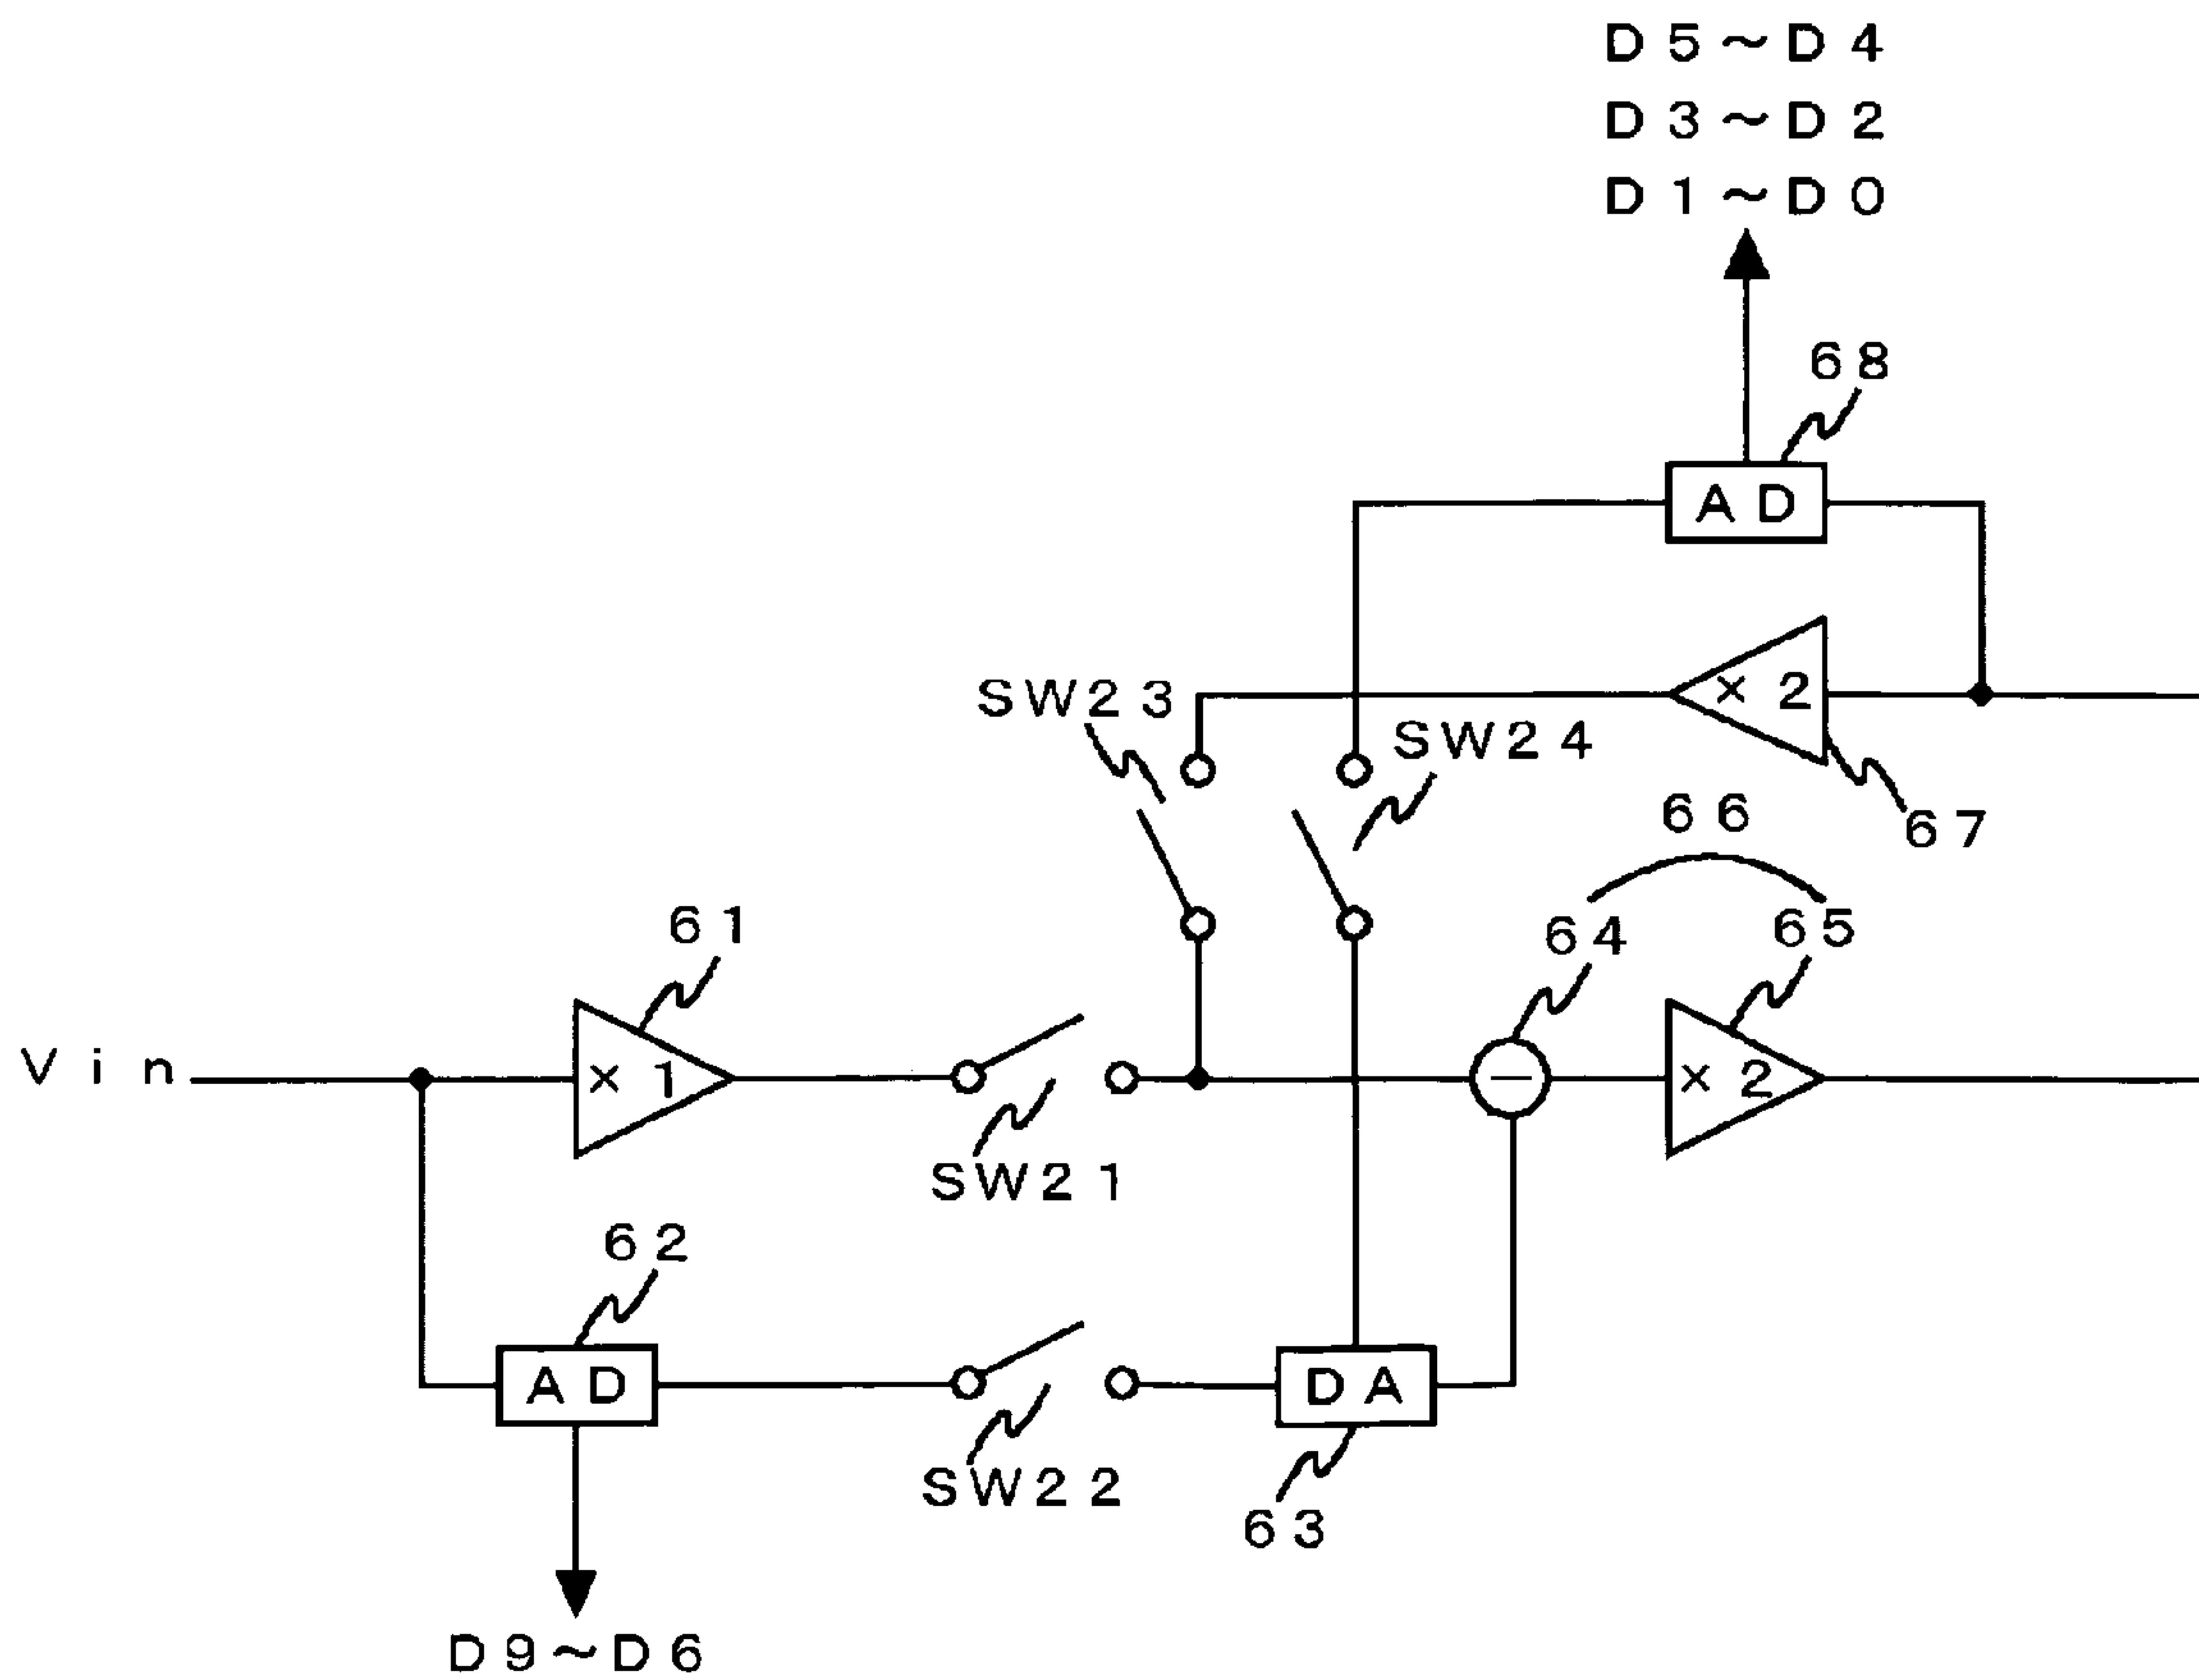 D5~D4
D3~D2
D1~D0
68
AD
SW23
×2
SW24
67
66
61
64
65
Vin
×1
−
×2
SW21
62
AD
DA
SW22
63
D9~D6